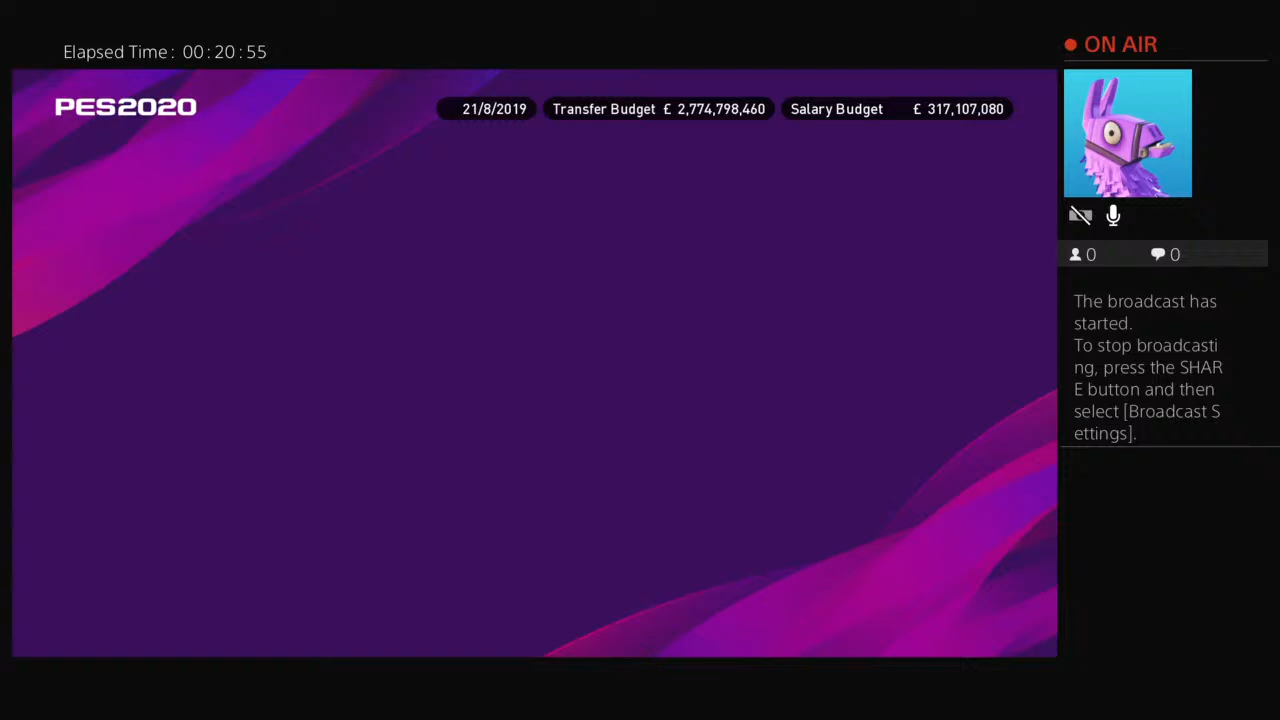 Elapsed Time: 00:20:55
ON AIR
PES2020
21/8/2019 Transfer Budget £ 2,774,798,460 Salary Budget £ 317,107,080
0 0
The broadcast has
started.
To stop broadcasti
ng, press the SHAR
E button and then
select [Broadcast S
ettings].